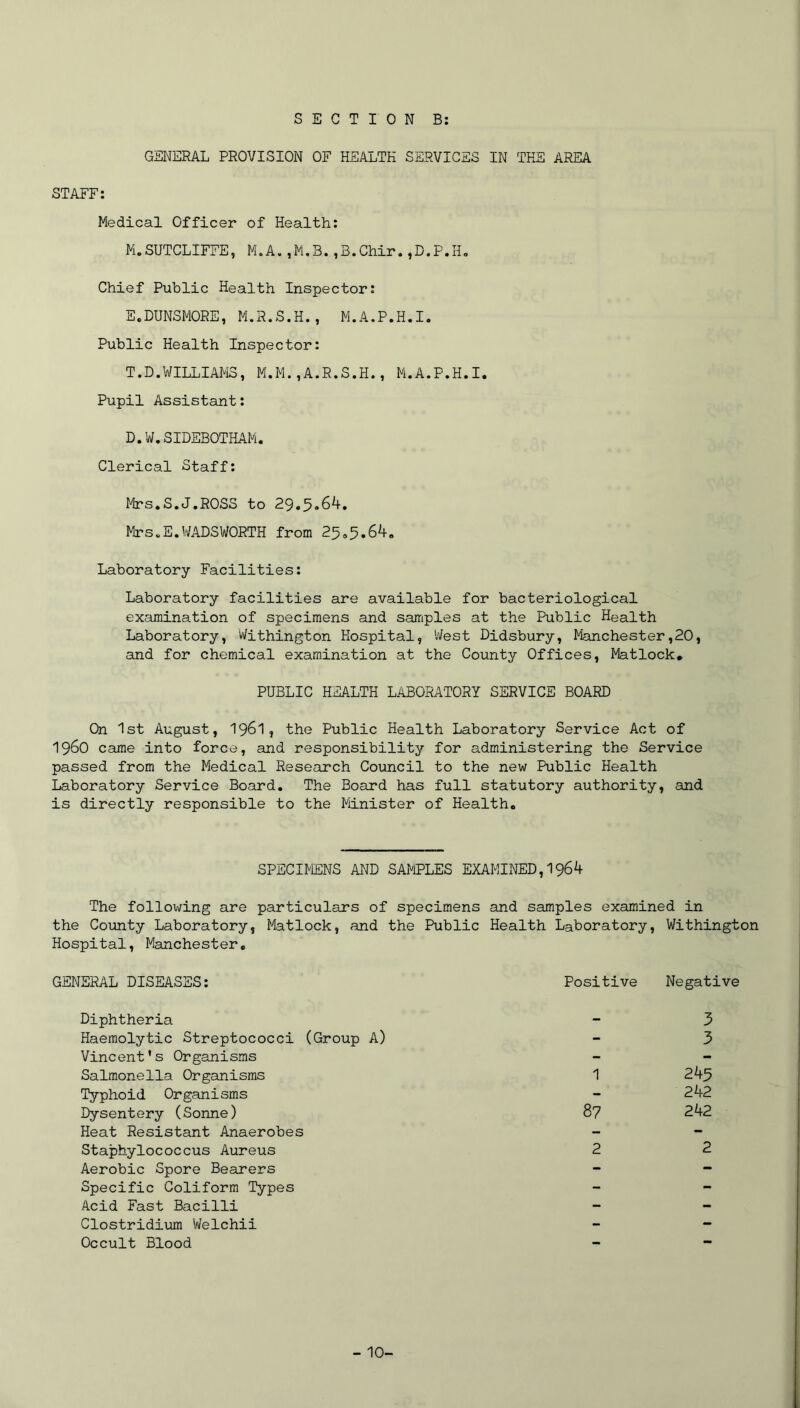 S E C T I O N B:
GENERAL PROVISION OF HEALTH SERVICES IN THE AREA
STAFF:
Medical Officer of Health:
M.SUTCLIFFE, M.A.,M.B.,B.Chir.,D.P.H.
Chief Public Health Inspector:
E.DUNSMORE, M.R.S.H., M.A.P.H.I.
Public Health Inspector:
T.D.WILLIAMS, M.M.,A.R.S.H., M.A.P.H.I.
Pupil Assistant:
D.W.SIDEBOTHAM.
Clerical Staff:
Mrs.S.J.ROSS to 29.5.64.
Mrs.E.WADSWORTH from 25.5.64.
Laboratory Facilities:
Laboratory facilities are available for bacteriological
examination of specimens and samples at the Public Health
Laboratory, Withington Hospital, West Didsbury, Manchester,20,
and for chemical examination at the County Offices, Matlock.
PUBLIC HEALTH LABORATORY SERVICE BOARD
On 1st August, 1961, the Public Health Laboratory Service Act of
1960 came into force, and responsibility for administering the Service
passed from the Medical Research Council to the new Public Health
Laboratory Service Board. The Board has full statutory authority, and
is directly responsible to the Minister of Health.
SPECIMENS AND SAMPLES EXAMINED,1964
The following are particulars of specimens and samples examined in
the County Laboratory, Matlock, and the Public Health Laboratory, Withington
Hospital, Manchester.
GENERAL DISEASES: Positive Negative
Diphtheria - 3
Haemolytic Streptococci (Group A) - 3
Vincent's Organisms - -
Salmonella Organisms 1 245
Typhoid Organisms - 242
Dysentery (Sonne) 87 242
Heat Resistant Anaerobes - -
Staphylococcus Aureus 2 2
Aerobic Spore Bearers - -
Specific Coliform Types - -
Acid Fast Bacilli - -
Clostridium Welchii - -
Occult Blood - -
- 10-